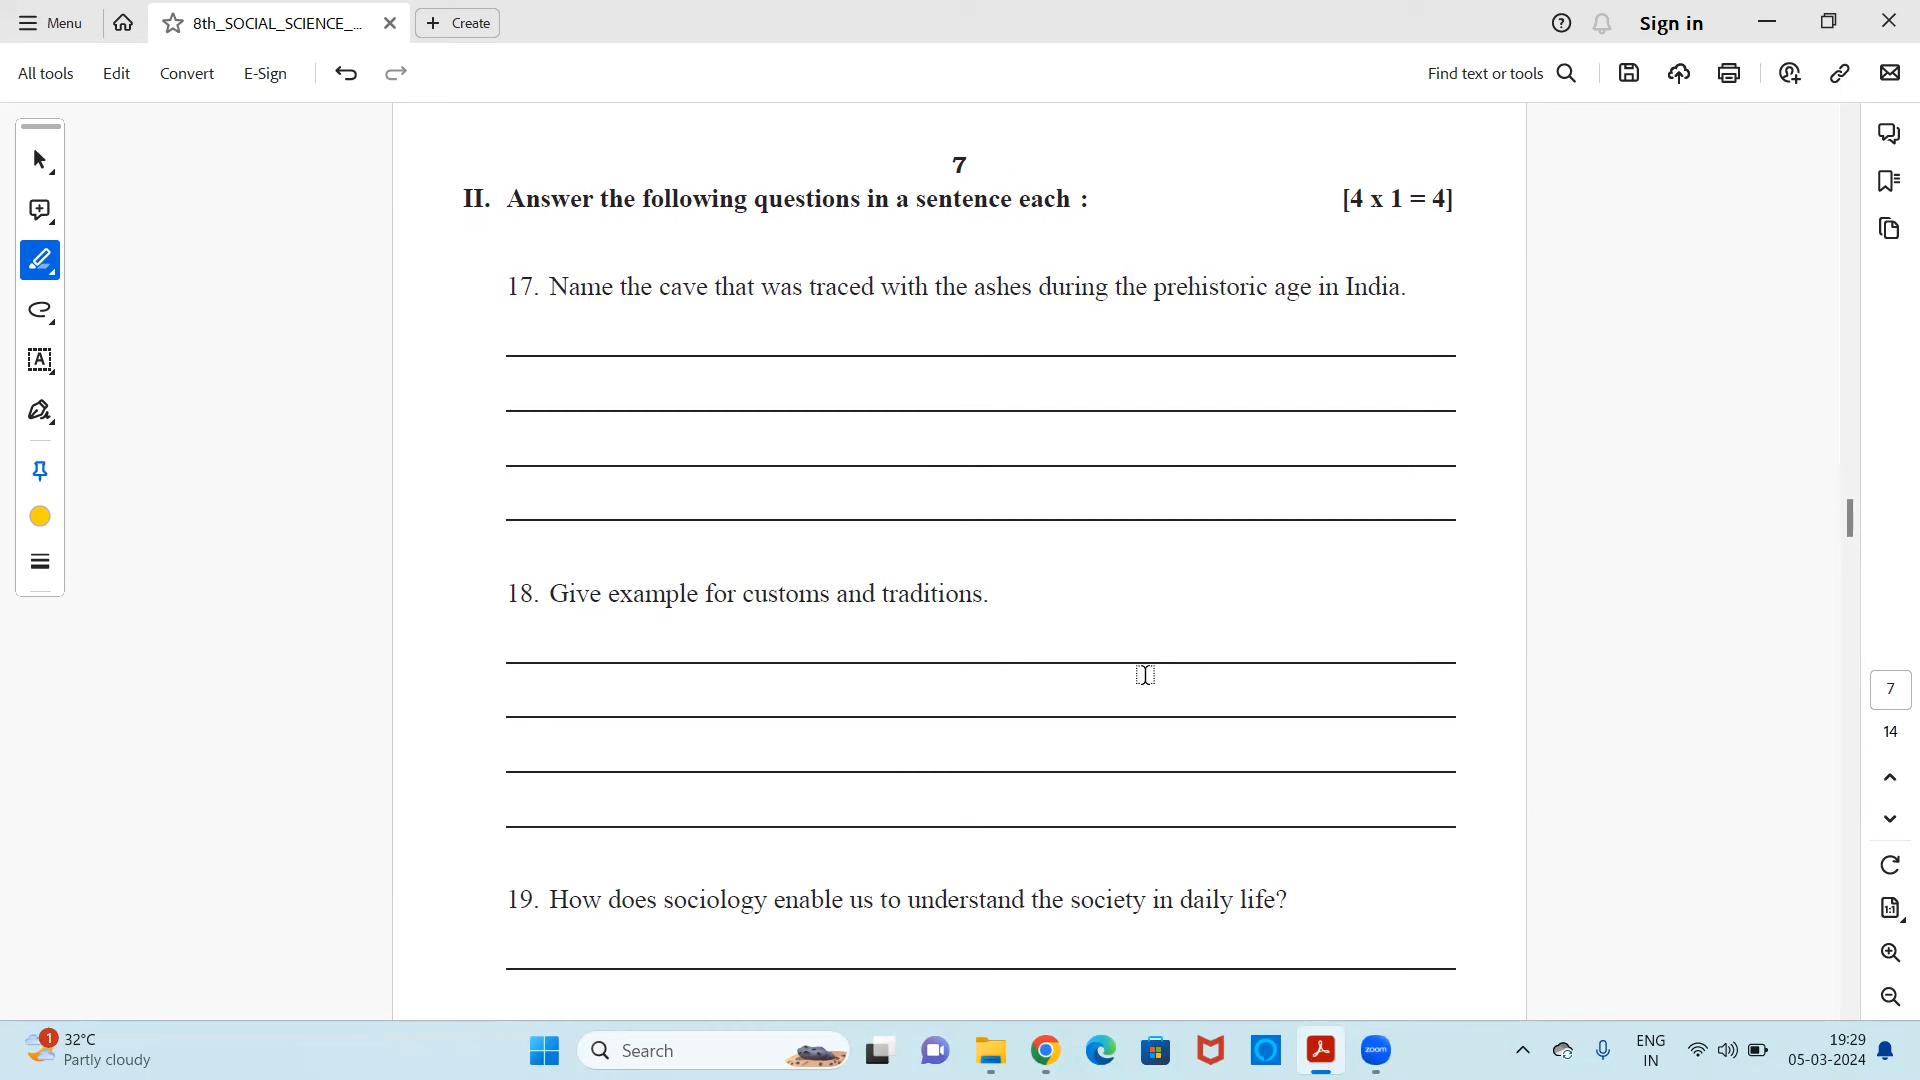 Menu
8th_SOCIAL_SCIENCE_...
Create
Sign in
All tools
Edit
Convert
E-Sign
Find text or tools
7
II. Answer the following questions in a sentence each : [4 x 1 = 4]
17. Name the cave that was traced with the ashes during the prehistoric age in India.
18. Give example for customs and traditions.
19. How does sociology enable us to understand the society in daily life?
7
14
1
32°C
Partly cloudy
Search
zoom
ENG
IN
19:29
05-03-2024